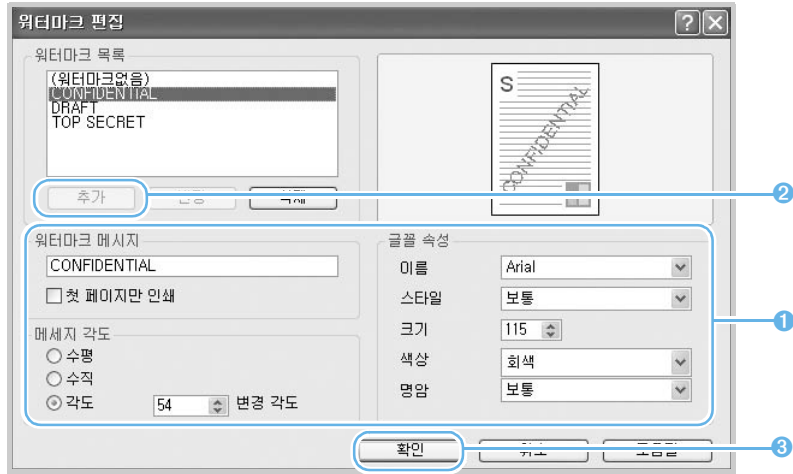 워터마크 편집
워터마크 목록
(워터마크없음)
CONFIDENTIAL
DRAFT
TOP SECRET
추가
삭제
S
CONFIDENTIAL
2
워터마크 메시지
CONFIDENTIAL
첫 페이지만 인쇄
메세지 각도
수평
수직
각도 54 변경 각도
글꼴 속성
이름 Arial
스타일 보통
크기 115
색상 회색
명암 보통
1
확인
3